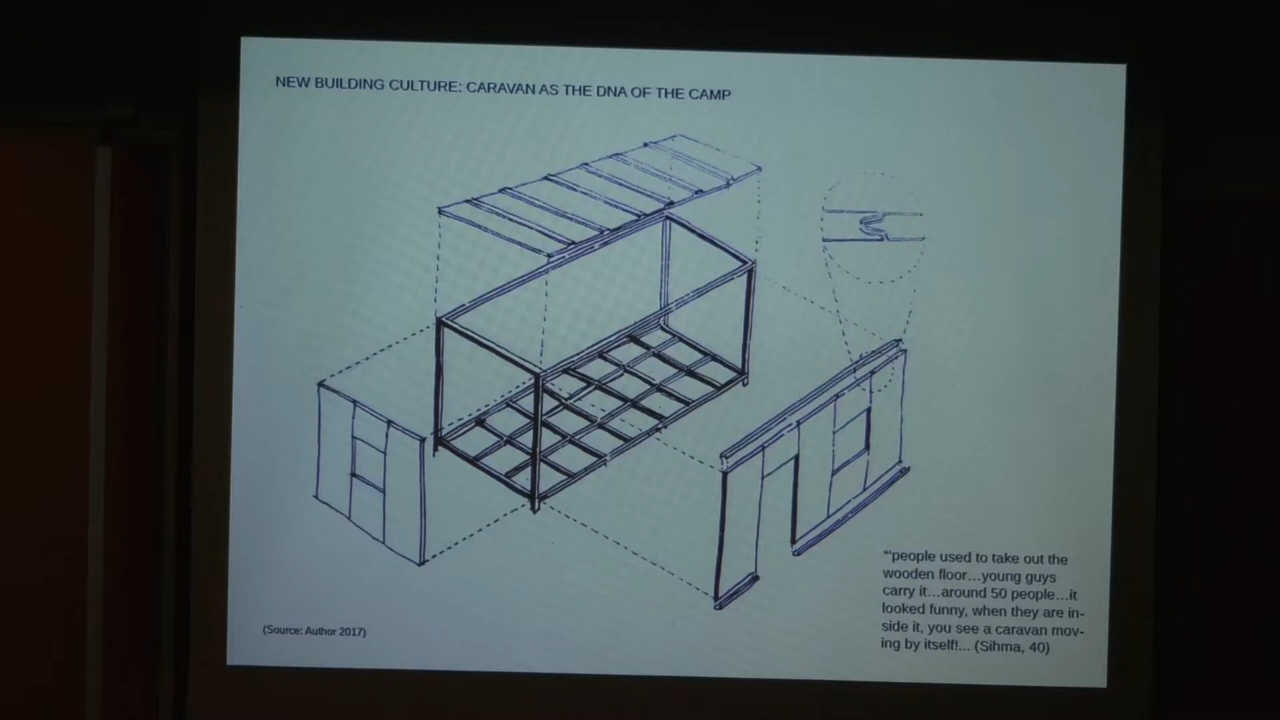 NEW BUILDING CULTURE: CARAVAN AS THE DNA OF THE CAMP
"'people used to take out the
wooden floor...young guys
carry it...around 50 people...it
looked funny, when they are in-
side it, you see a caravan mov-
ing by itself!... (Sihma, 40)
(Source: Author 2017)